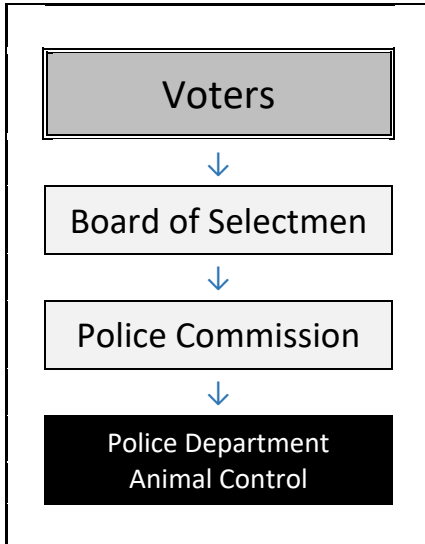 Voters
Board of Selectmen
Police Commission
Police Department
Animal Control